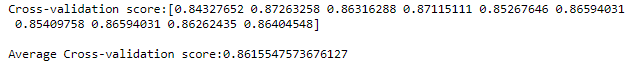 Cross-validation score:[0.84327652 0.87263258 0.86316288 0.87115111 0.85267646 0.86594031
 0.85409758 0.86594031 0.86262435 0.86404548]

Average Cross-validation score:0.8615547573676127